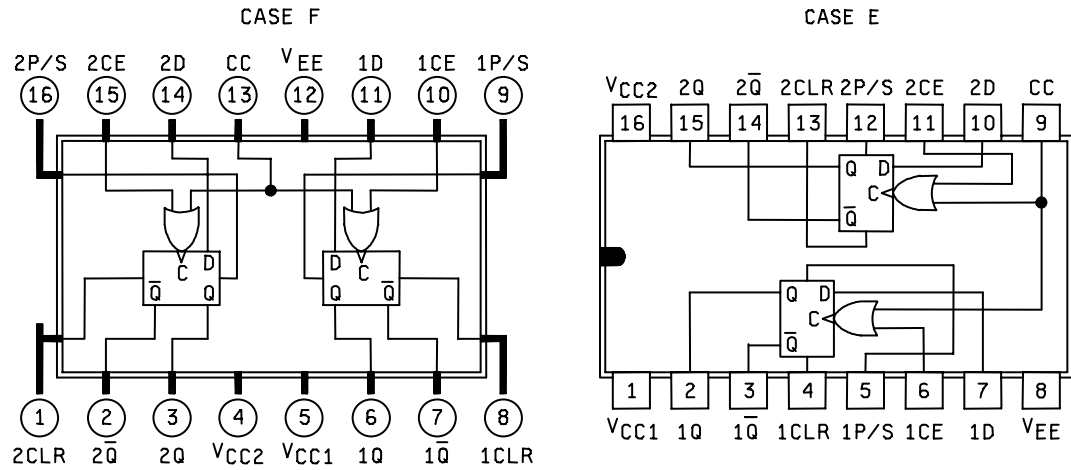 CASE F
2P/S 2CE 2D CC VEE 1D 1CE 1P/S
16 15 14 13 12 11 10 9
C D
Q̅ Q
D C
Q Q̅
1 2 3 4 5 6 7 8
2CLR 2Q̅ 2Q VCC2 VCC1 1Q 1Q̅ 1CLR
CASE E
VCC2 2Q 2Q̅ 2CLR 2P/S 2CE 2D CC
16 15 14 13 12 11 10 9
Q D
C
Q̅
Q D
C
Q̅
1 2 3 4 5 6 7 8
VCC1 1Q 1Q̅ 1CLR 1P/S 1CE 1D VEE